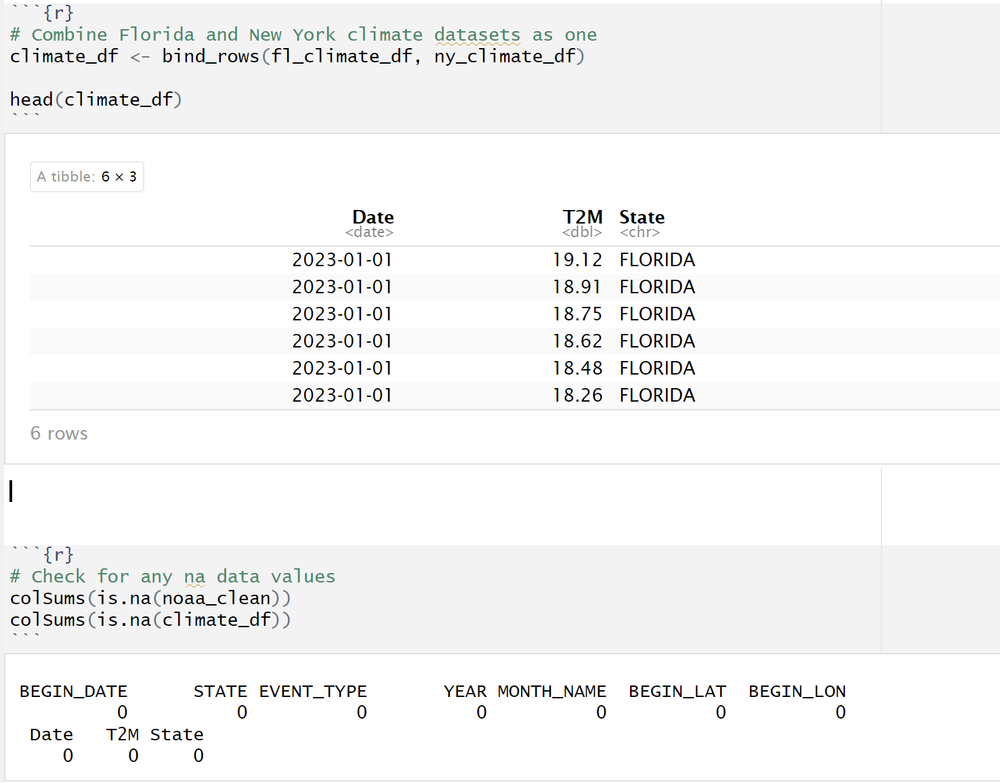 ```{r}
# Combine Florida and New York climate datasets as one
climate_df <- bind_rows(fl_climate_df, ny_climate_df)
head(climate_df)
```
A tibble: 6 × 3
Date T2M State
<date> <dbl> <chr>
2023-01-01 19.12 FLORIDA
2023-01-01 18.91 FLORIDA
2023-01-01 18.75 FLORIDA
2023-01-01 18.62 FLORIDA
2023-01-01 18.48 FLORIDA
2023-01-01 18.26 FLORIDA
6 rows
```{r}
# Check for any na data values
colSums(is.na(noaa_clean))
colSums(is.na(climate_df))
```
BEGIN_DATE STATE EVENT_TYPE YEAR MONTH_NAME BEGIN_LAT BEGIN_LON
0 0 0 0 0 0 0
Date T2M State
0 0 0